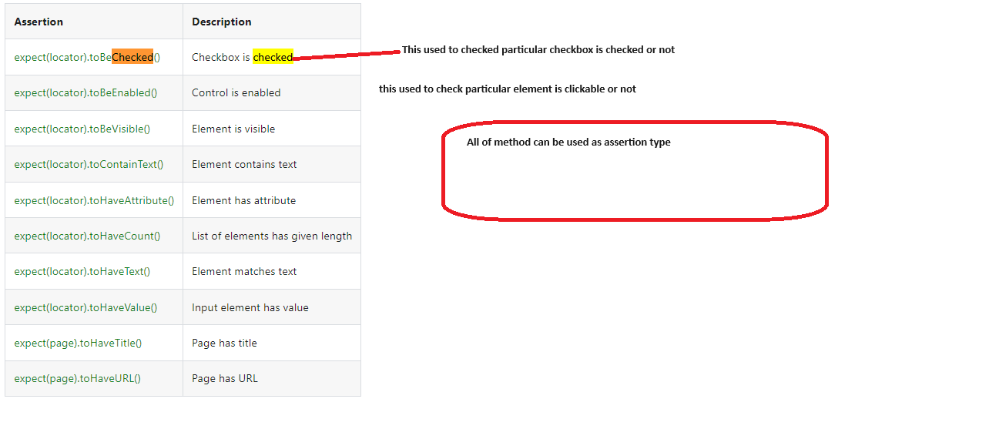 Assertion Description
expect(locator).toBeChecked() Checkbox is checked This used to checked particular checkbox is checked or not
expect(locator).toBeEnabled() Control is enabled this used to check particular element is clickable or not
expect(locator).toBeVisible() Element is visible
All of method can be used as assertion type
expect(locator).toContainText() Element contains text
expect(locator).toHaveAttribute() Element has attribute
expect(locator).toHaveCount() List of elements has given length
expect(locator).toHaveText() Element matches text
expect(locator).toHaveValue() Input element has value
expect(page).toHaveTitle() Page has title
expect(page).toHaveURL() Page has URL